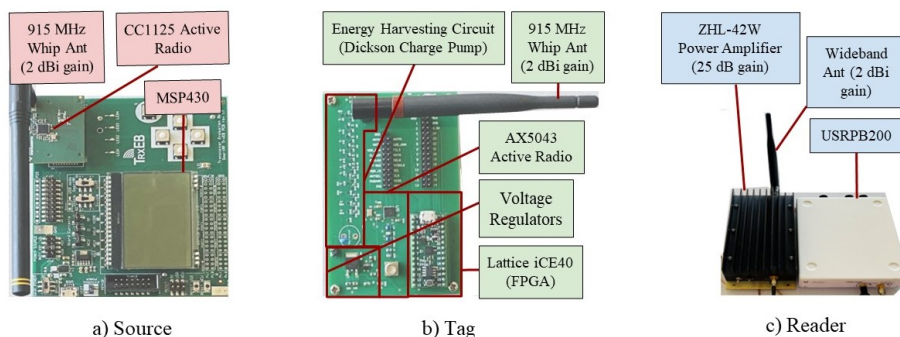 915 MHz
Whip Ant
(2 dBi gain)
CC1125 Active
Radio
MSP430
TRXEB
a) Source
Energy Harvesting Circuit
(Dickson Charge Pump)
915 MHz
Whip Ant
(2 dBi gain)
AX5043
Active Radio
Voltage
Regulators
Lattice iCE40
(FPGA)
b) Tag
ZHL-42W
Power Amplifier
(25 dB gain)
Wideband
Ant (2 dBi
gain)
USRPB200
c) Reader